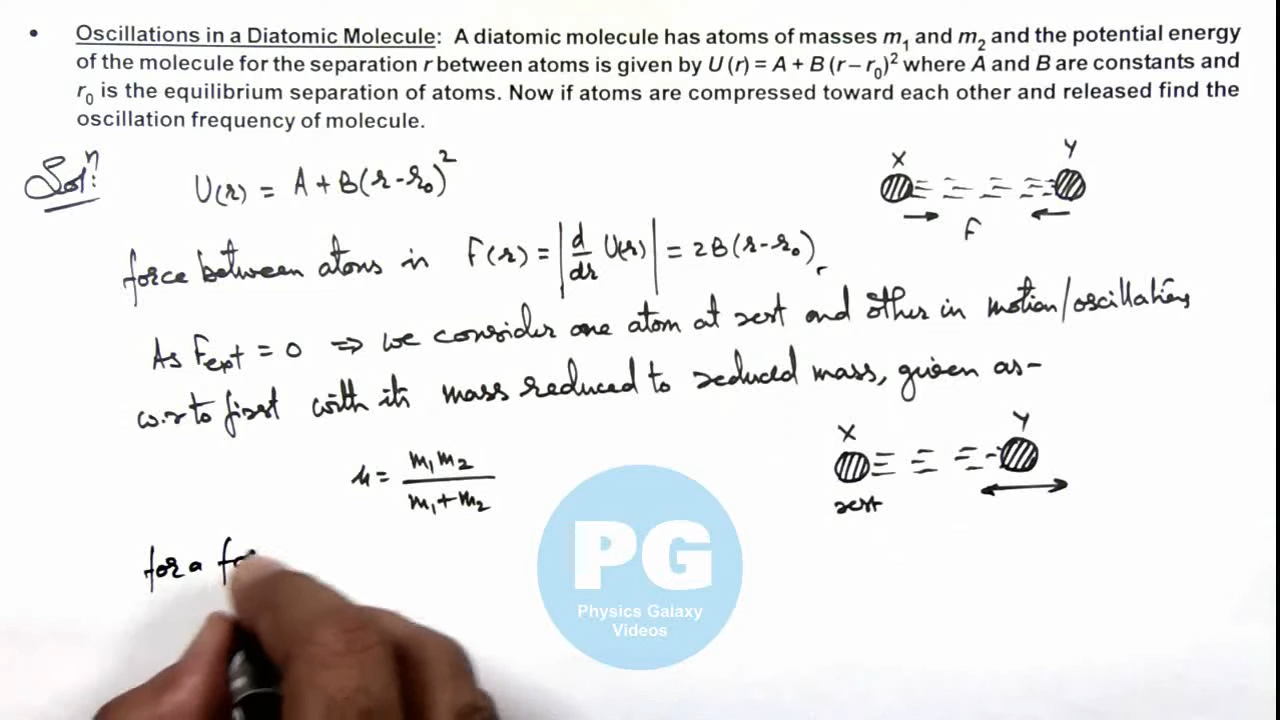 • Oscillations in a Diatomic Molecule: A diatomic molecule has atoms of masses m₁ and m₂ and the potential energy
of the molecule for the separation r between atoms is given by U (r) = A + B (r – r₀)² where A and B are constants and
r₀ is the equilibrium separation of atoms. Now if atoms are compressed toward each other and released find the
oscillation frequency of molecule.
Solⁿ:
U(r) = A + B(r-r₀)²
X Y
F
force between atoms is F(r) = |d/dr U(r)| = 2B(r-r₀)
As Fext = 0 ⇒ we consider one atom at rest and other in motion/oscillations
w.r to first with its mass reduced to reduced mass, given as-
X Y
rest
μ = m₁m₂/m₁+m₂
PG
Physics Galaxy
Videos
for a